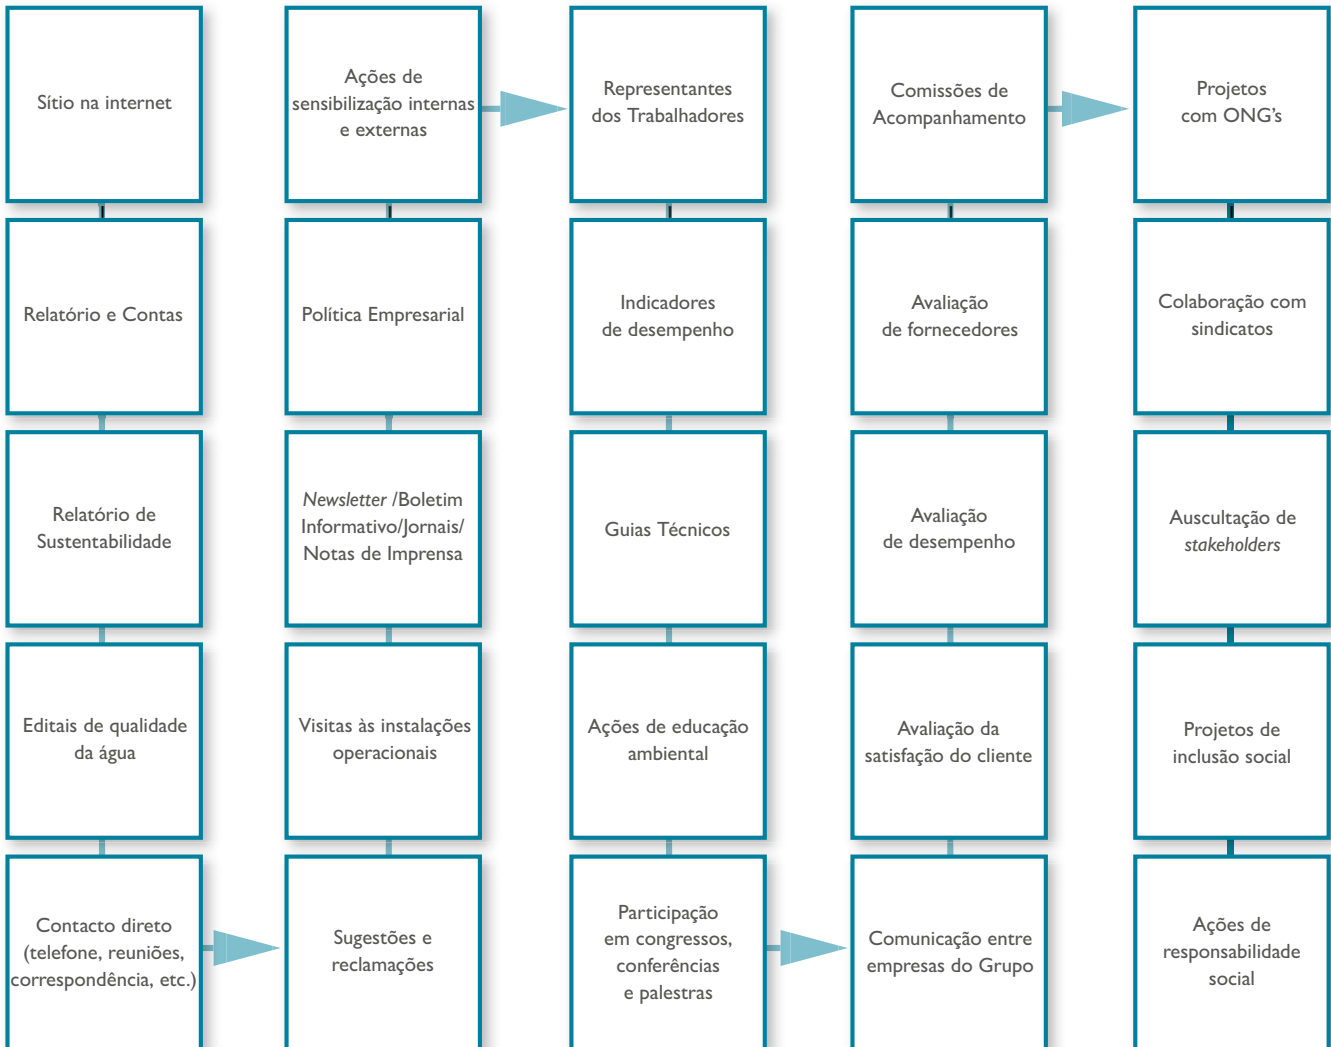 Sítio na internet
Ações de
sensibilização internas
e externas
Representantes
dos Trabalhadores
Comissões de
Acompanhamento
Projetos
com ONG's
Relatório e Contas
Política Empresarial
Indicadores
de desempenho
Avaliação
de fornecedores
Colaboração com
sindicatos
Relatório de
Sustentabilidade
Newsletter /Boletim
Informativo/Jornais/
Notas de Imprensa
Guias Técnicos
Avaliação
de desempenho
Auscultação de
stakeholders
Editais de qualidade
da água
Visitas às instalações
operacionais
Ações de educação
ambiental
Avaliação da
satisfação do cliente
Projetos de
inclusão social
Contacto direto
(telefone, reuniões,
correspondência, etc.)
Sugestões e
reclamações
Participação
em congressos,
conferências
e palestras
Comunicação entre
empresas do Grupo
Ações de
responsabilidade
social